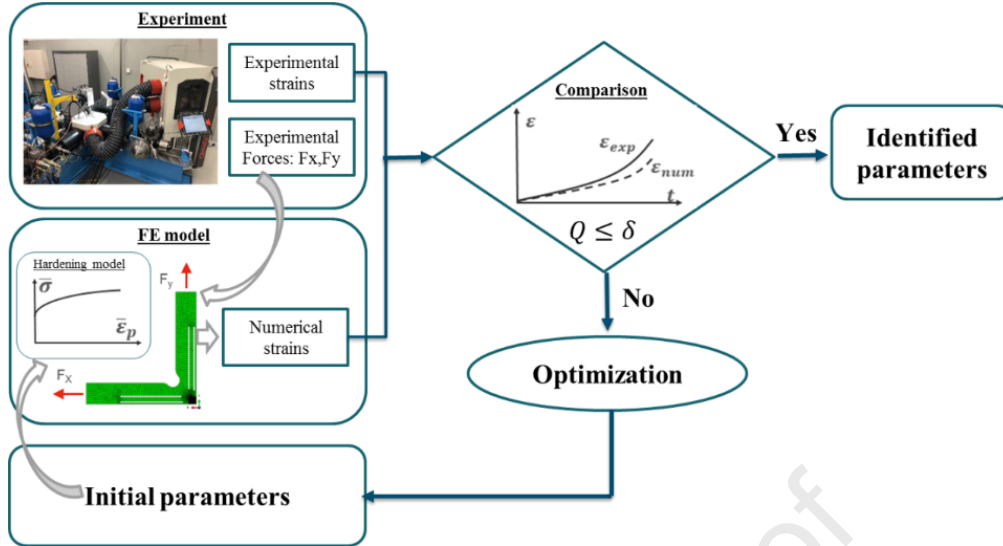 Experiment
Experimental
strains
Experimental
Forces: Fx,Fy
FE model
Hardening model
σ̅
ε̅ₚ
Fy
FX
Numerical
strains
Initial parameters
Comparison
ε
εexp
εnum
t
Q ≤ δ
Yes
Identified
parameters
No
Optimization
of